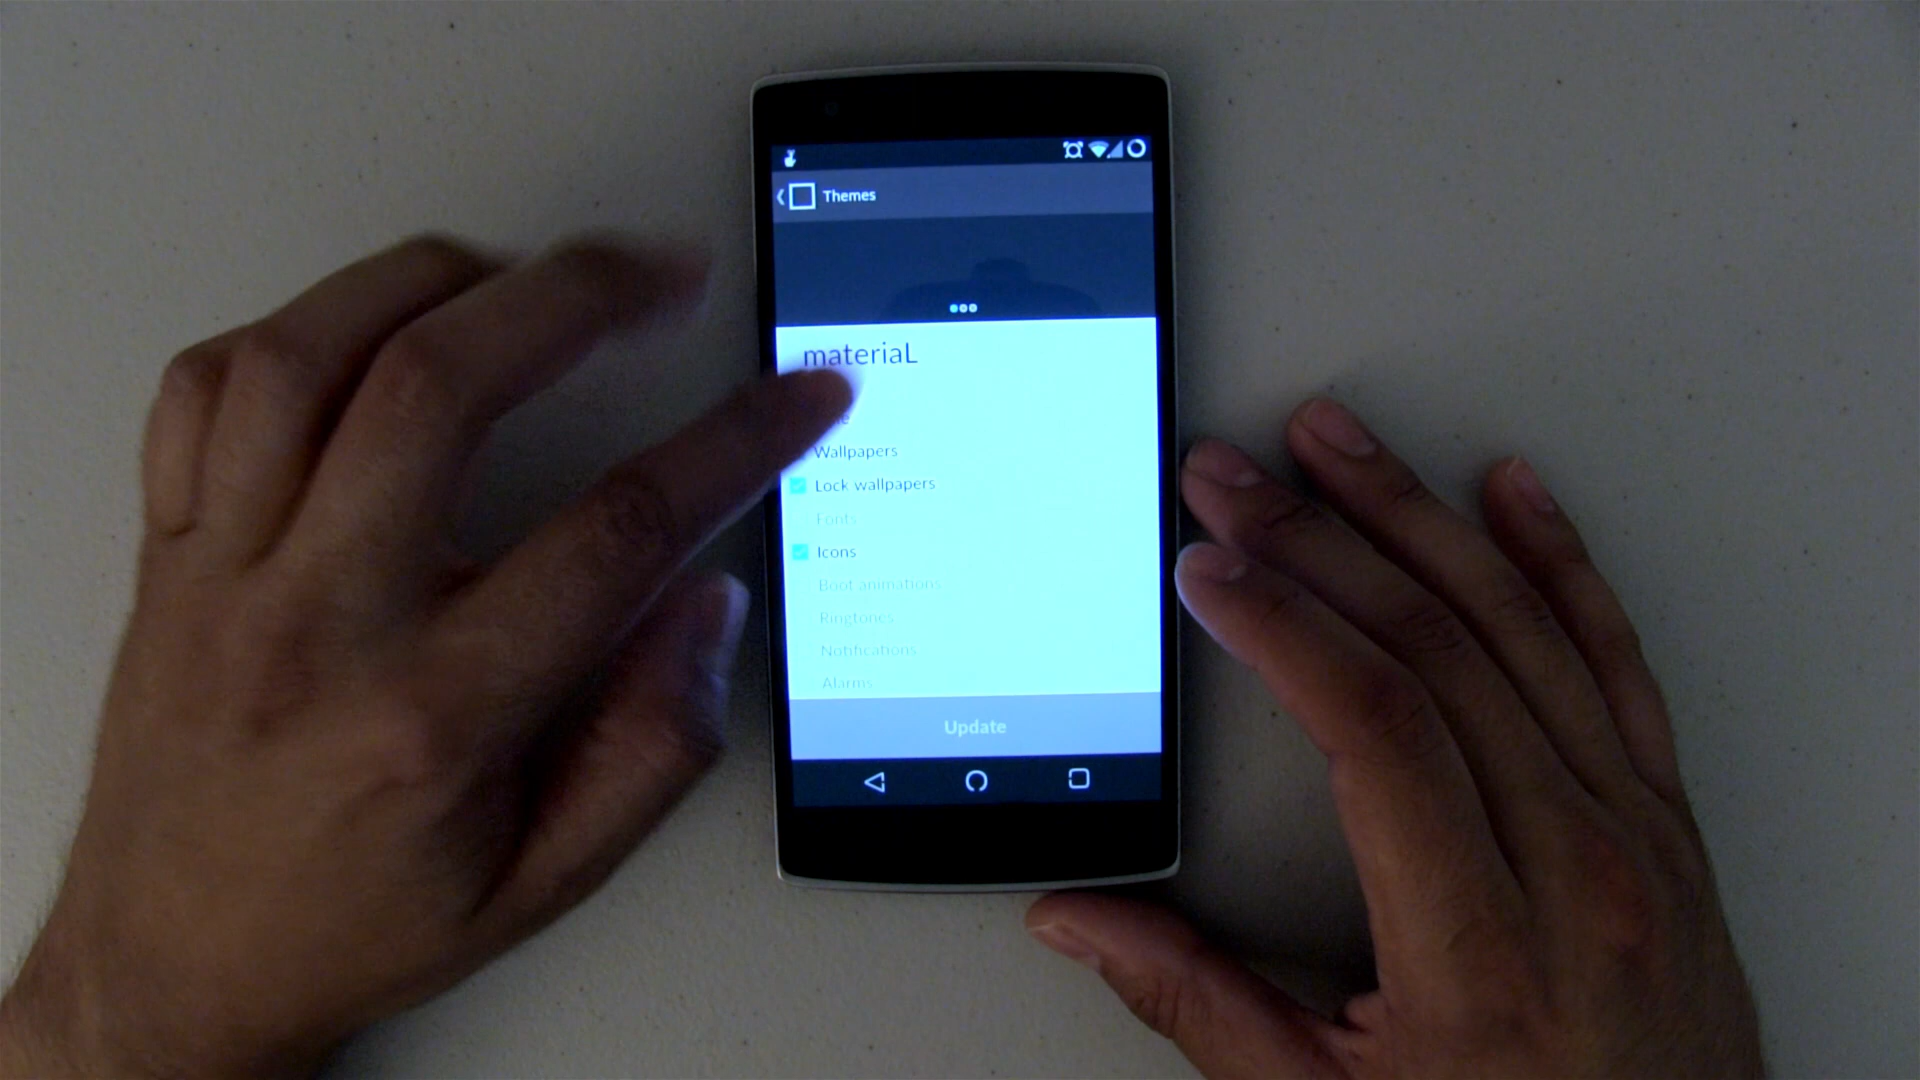 Themes
materiaL
Wallpapers
Lock wallpapers
Fonts
Icons
Boot animations
Ringtones
Notifications
Alarms
Update